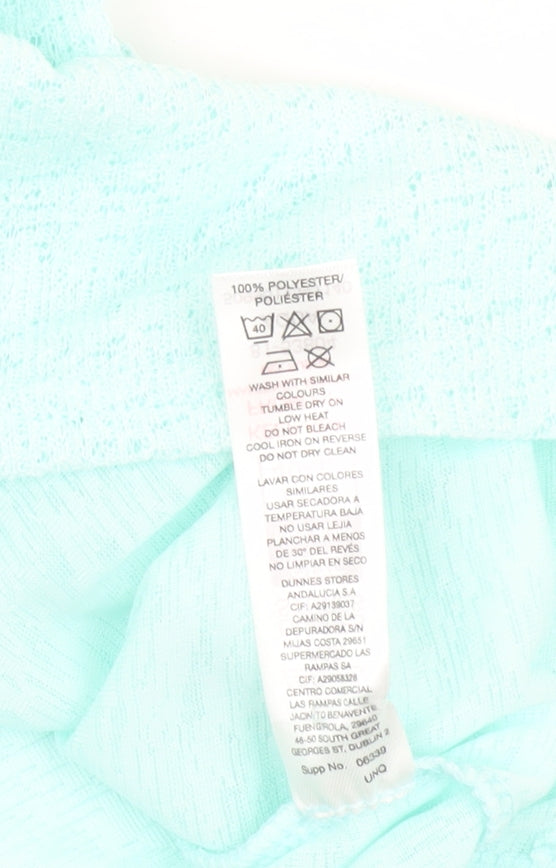 100% POLYESTER/
POLIÉSTER
40
WASH WITH SIMILAR
COLOURS
TUMBLE DRY ON
LOW HEAT
DO NOT BLEACH
COOL IRON ON REVERSE
DO NOT DRY CLEAN
LAVAR CON COLORES
SIMILARES
USAR SECADORA A
TEMPERATURA BAJA
NO USAR LEJIA
PLANCHAR A MENOS
DE 30° DEL REVÉS
NO LIMPIAR EN SECO
DUNNES STORES
ANDALUCIA S.A
CIF: A29139037
CAMINO DE LA
DEPURADORA S/N
MIJAS COSTA 29651
SUPERMERCADO LAS
RAMPAS SA
CIF: A29058328
CENTRO COMERCIAL
LAS RAMPAS CALLE
JACINTO BENAVENTE,
FUENGIROLA, 29640
46-50 SOUTH GREAT
GEORGES ST. DUBLIN 2
Supp No. 06339
UNQ